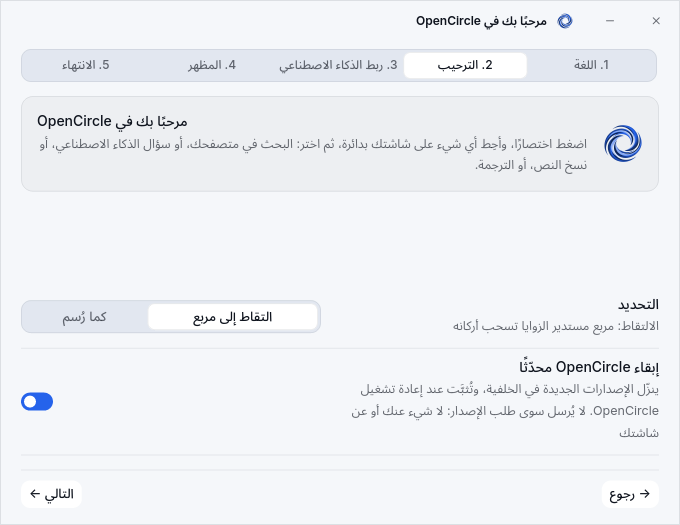 مرحبًا بك في OpenCircle
1. اللغة
2. الترحيب
3. ربط الذكاء الاصطناعي
4. المظهر
5. الانتهاء
مرحبًا بك في OpenCircle
اضغط اختصارًا، وأحِط أي شيء على شاشتك بدائرة، ثم اختر: البحث في متصفحك، أو سؤال الذكاء الاصطناعي، أو
نسخ النص، أو الترجمة.
التحديد
الالتقاط: مربع مستدير الزوايا تسحب أركانه
التقاط إلى مربع
كما رُسم
إبقاء OpenCircle محدّثًا
ينزّل الإصدارات الجديدة في الخلفية، وتُثبَّت عند إعادة تشغيل
OpenCircle. لا يُرسل سوى طلب الإصدار: لا شيء عنك أو عن
شاشتك
→ رجوع
التالي ←